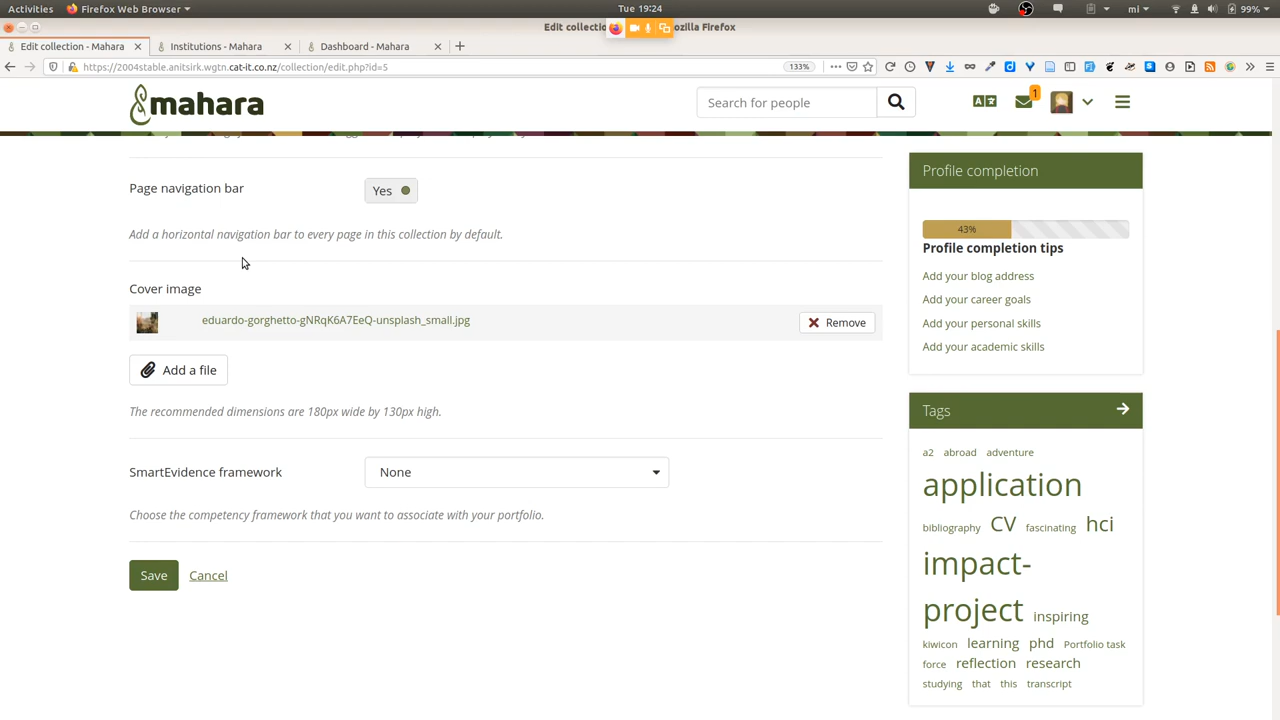 Activities
Firefox Web Browser
Tue 19:24
mi
99%
Edit collectio
ozilla Firefox
Edit collection - Mahara
Institutions - Mahara
Dashboard - Mahara
https://2004stable.anitsirk.wgtn.cat-it.co.nz/collection/edit.php?id=5
133%
mahara
Search for people
1
Page navigation bar
Yes
Add a horizontal navigation bar to every page in this collection by default.
Cover image
eduardo-gorghetto-gNRqK6A7EeQ-unsplash_small.jpg
Remove
Add a file
The recommended dimensions are 180px wide by 130px high.
SmartEvidence framework
None
Choose the competency framework that you want to associate with your portfolio.
Save
Cancel
Profile completion
43%
Profile completion tips
Add your blog address
Add your career goals
Add your personal skills
Add your academic skills
Tags
a2 abroad adventure
application
bibliography CV fascinating hci
impact-
project inspiring
kiwicon learning phd Portfolio task
force reflection research
studying that this transcript